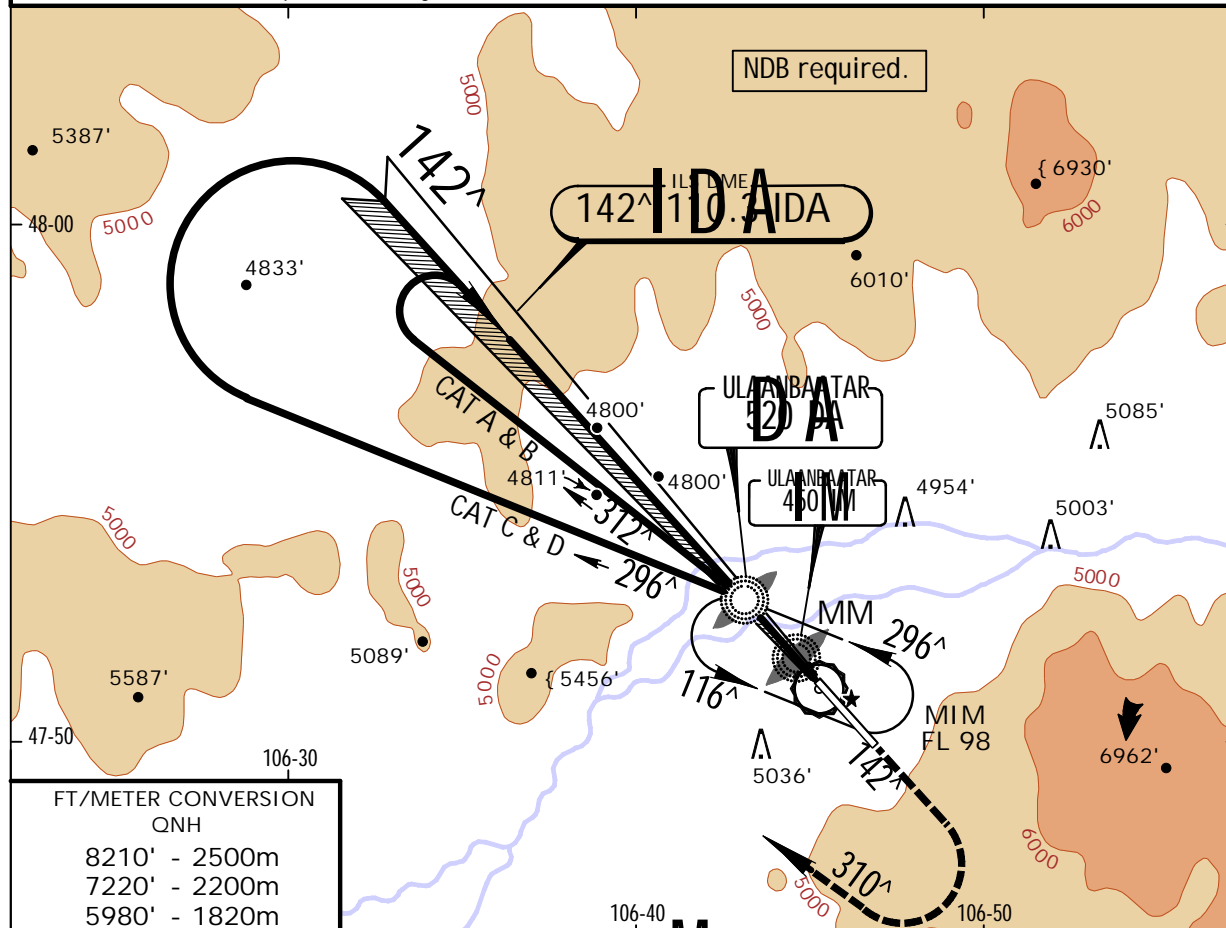 NDB required.
5000
5387'
142^
ILS DME
142^ 110.3 IDA
IDA
{ 6930'
6000
48-00
5000
4833'
6010'
5000
ULAANBAATAR
520 DA
DA
5085'
CAT A & B
4800'
4811'
4800'
ULAANBAATAR
IM
4954'
5003'
312^
CAT C & D
296^
5000
5000
5000
MM
296^
5089'
5000
{ 5456'
116^
5587'
MIM
FL 98
47-50
106-30
5036'
142^
6962'
FT/METER CONVERSION
QNH
8210' - 2500m
7220' - 2200m
5980' - 1820m
310^
5000
6000
106-40
106-50